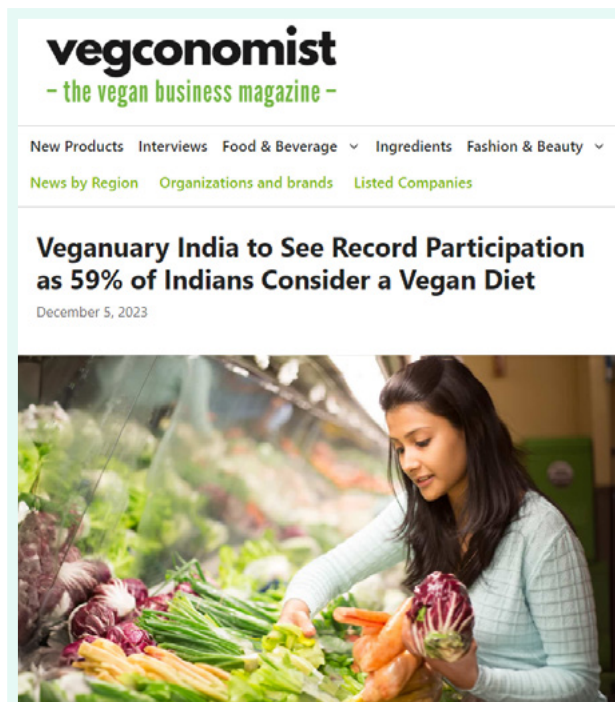 vegconomist
– the vegan business magazine –
New Products Interviews Food & Beverage Ingredients Fashion & Beauty
News by Region Organizations and brands Listed Companies
Veganuary India to See Record Participation
as 59% of Indians Consider a Vegan Diet
December 5, 2023